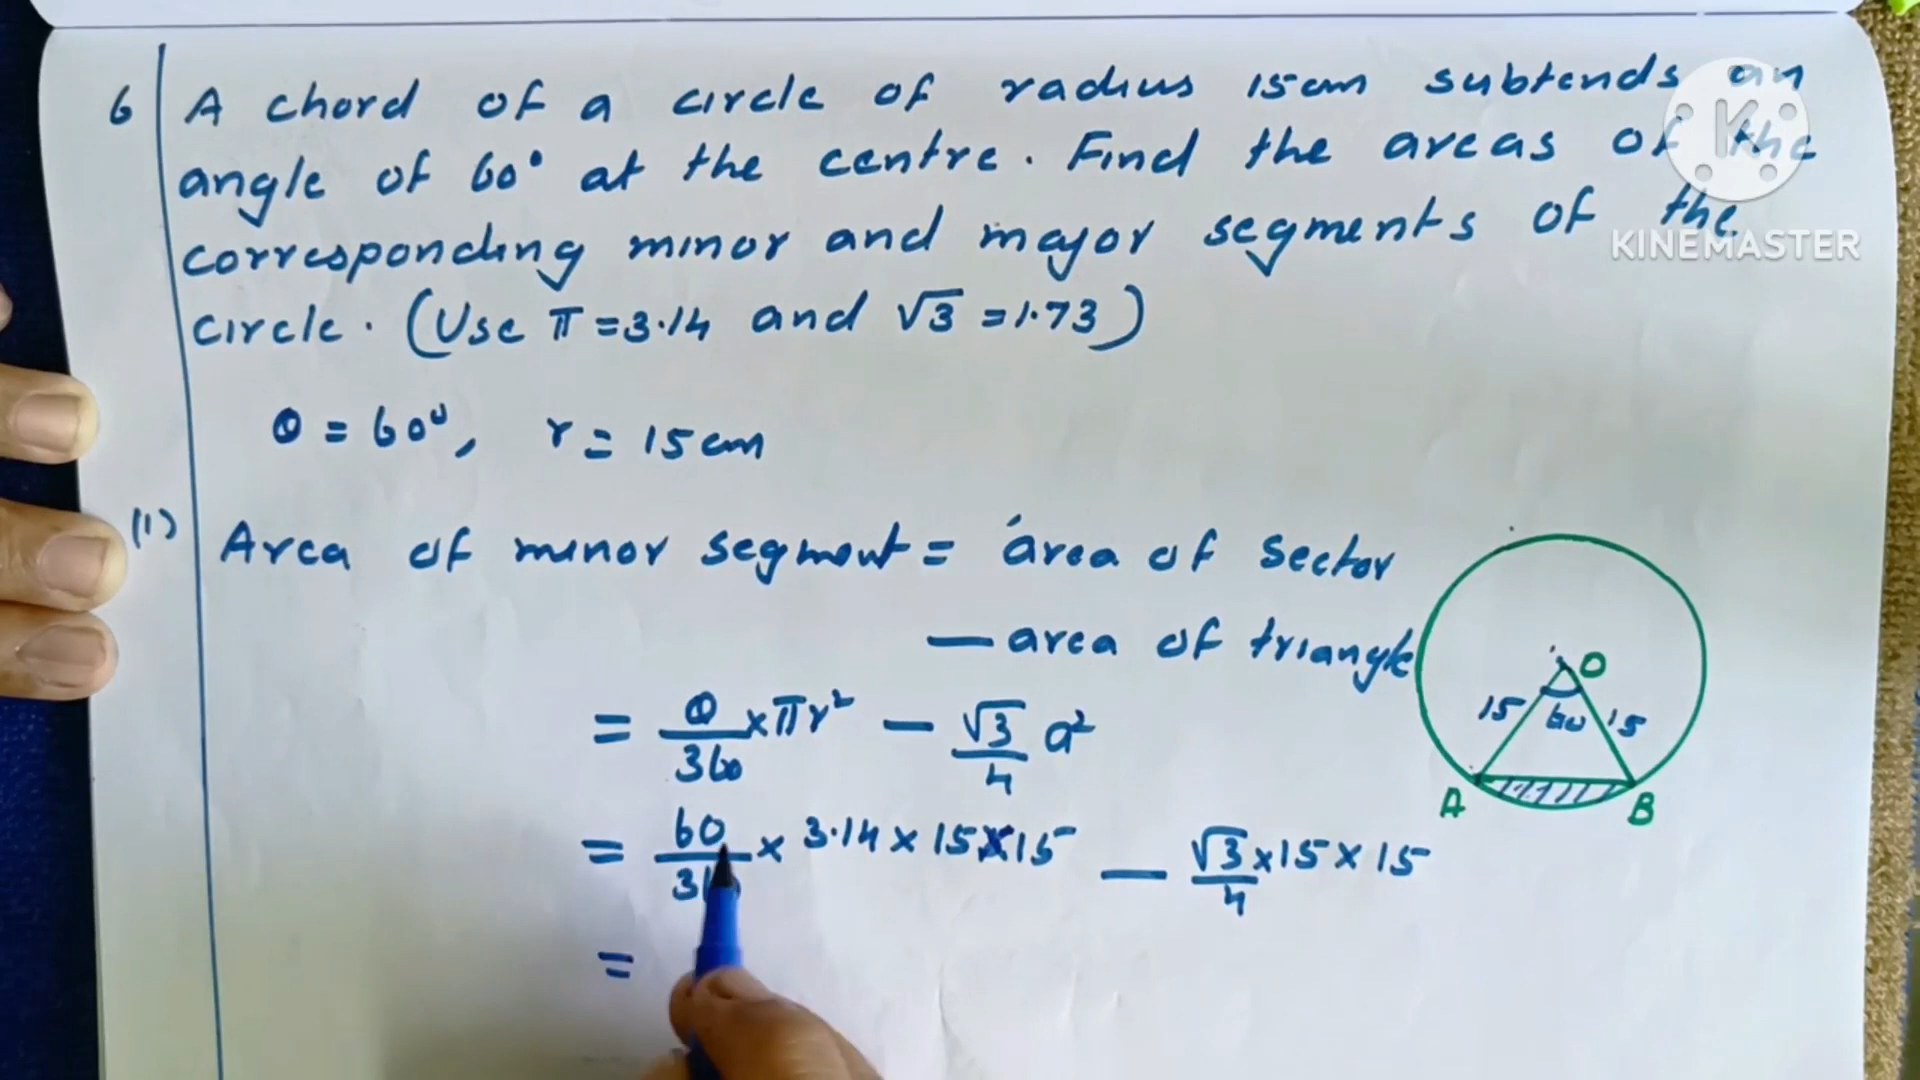 6 A chord of a circle of radius 15cm subtends an
angle of 60° at the centre. Find the areas of the
corresponding minor and major segments of the
circle. (Use π = 3.14 and √3 = 1.73)
K
KINEMASTER
θ = 60°, r = 15cm
(1) Area of minor segment = area of sector
— area of triangle
= θ/360 × πr² — √3/4 a²
= 60/360 × 3.14 × 15 × 15 — √3/4 × 15 × 15
=
O
15 60 15
A B